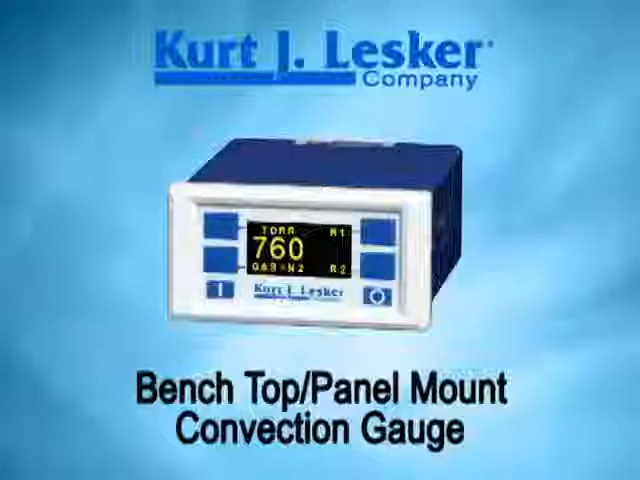 Kurt J. Lesker
Company
TORR R1
760
GAS=N2 R2
I Kurt J. Lesker O
Bench Top/Panel Mount
Convection Gauge